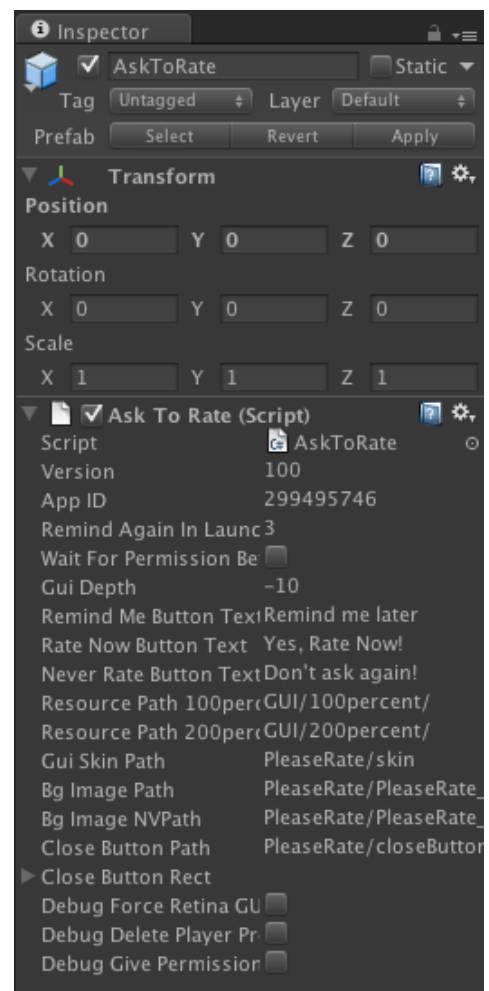 Inspector
AskToRate Static
Tag Untagged Layer Default
Prefab Select Revert Apply
Transform
Position
X 0 Y 0 Z 0
Rotation
X 0 Y 0 Z 0
Scale
X 1 Y 1 Z 1
Ask To Rate (Script)
Script AskToRate
Version 100
App ID 299495746
Remind Again In Launc 3
Wait For Permission Be
Gui Depth -10
Remind Me Button Text Remind me later
Rate Now Button Text Yes, Rate Now!
Never Rate Button Text Don't ask again!
Resource Path 100perc GUI/100percent/
Resource Path 200perc GUI/200percent/
Gui Skin Path PleaseRate/skin
Bg Image Path PleaseRate/PleaseRate_
Bg Image NVPath PleaseRate/PleaseRate_
Close Button Path PleaseRate/closeButton
Close Button Rect
Debug Force Retina GU
Debug Delete Player Pr
Debug Give Permission